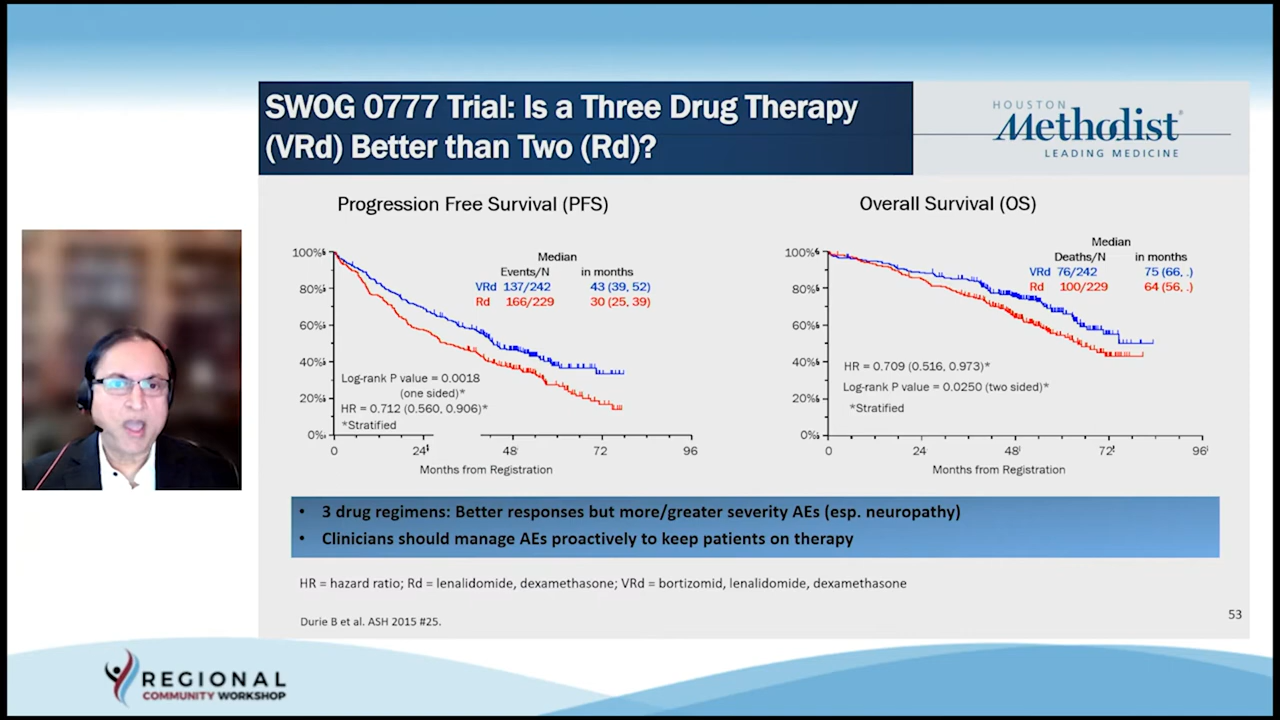 SWOG 0777 Trial: Is a Three Drug Therapy
(VRd) Better than Two (Rd)?
HOUSTON
Methodist
LEADING MEDICINE
Progression Free Survival (PFS)
100%
80%
60%
40%
20%
0%
Median
Events/N in months
VRd 137/242 43 (39, 52)
Rd 166/229 30 (25, 39)
Log-rank P value = 0.0018
(one sided)*
HR = 0.712 (0.560, 0.906)*
*Stratified
0 24 48 72 96
Months from Registration
Overall Survival (OS)
100%
80%
60%
40%
20%
0%
Median
Deaths/N in months
VRd 76/242 75 (66, .)
Rd 100/229 64 (56, .)
HR = 0.709 (0.516, 0.973)*
Log-rank P value = 0.0250 (two sided)*
*Stratified
0 24 48 72 96
Months from Registration
• 3 drug regimens: Better responses but more/greater severity AEs (esp. neuropathy)
• Clinicians should manage AEs proactively to keep patients on therapy
HR = hazard ratio; Rd = lenalidomide, dexamethasone; VRd = bortizomid, lenalidomide, dexamethasone
Durie B et al. ASH 2015 #25.
53
REGIONAL
COMMUNITY WORKSHOP